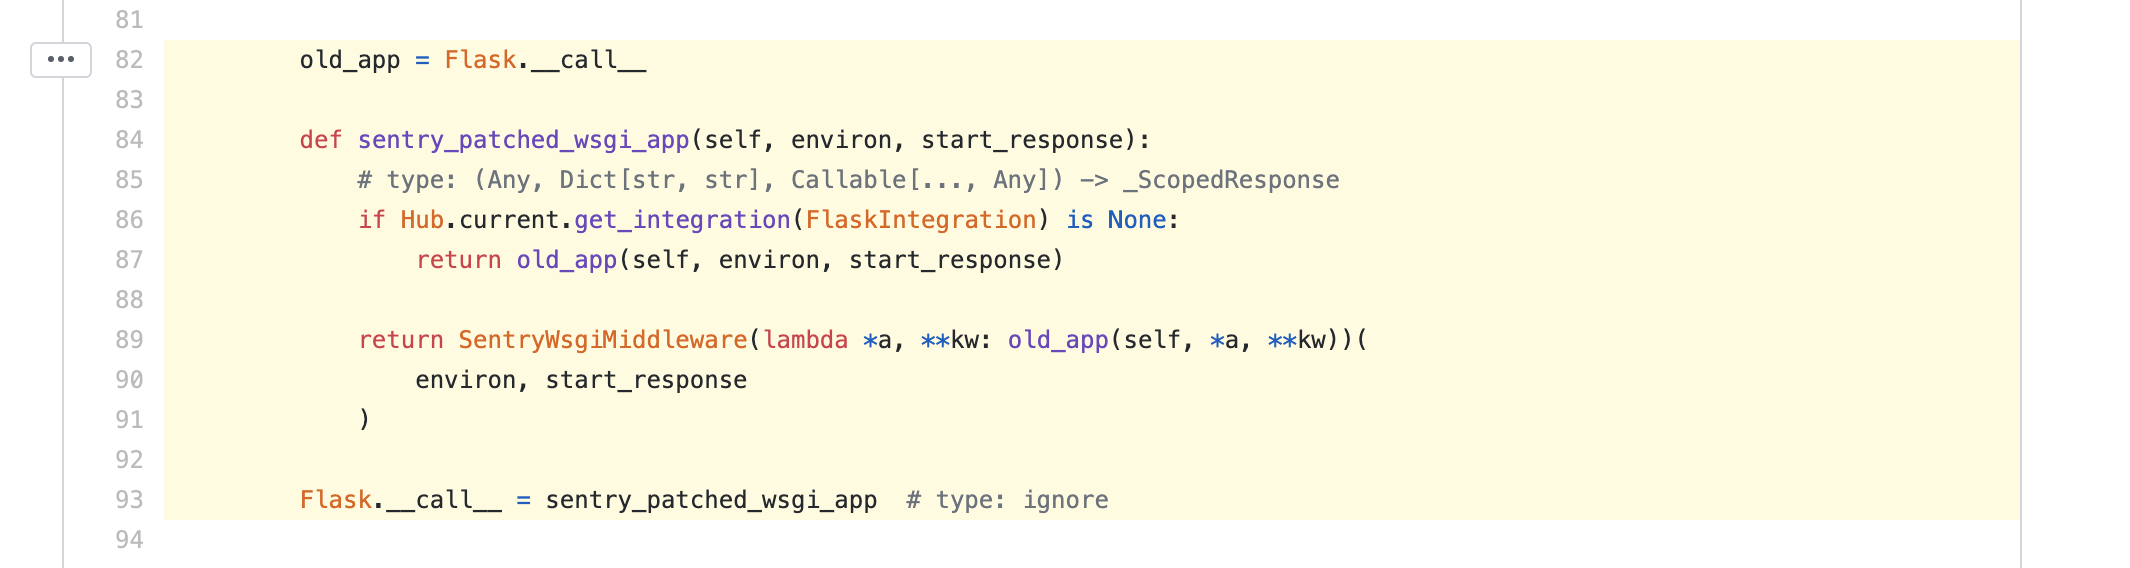 81
82 old_app = Flask.__call__
83
84 def sentry_patched_wsgi_app(self, environ, start_response):
85 # type: (Any, Dict[str, str], Callable[..., Any]) -> _ScopedResponse
86 if Hub.current.get_integration(FlaskIntegration) is None:
87 return old_app(self, environ, start_response)
88
89 return SentryWsgiMiddleware(lambda *a, **kw: old_app(self, *a, **kw))(
90 environ, start_response
91 )
92
93 Flask.__call__ = sentry_patched_wsgi_app  # type: ignore
94